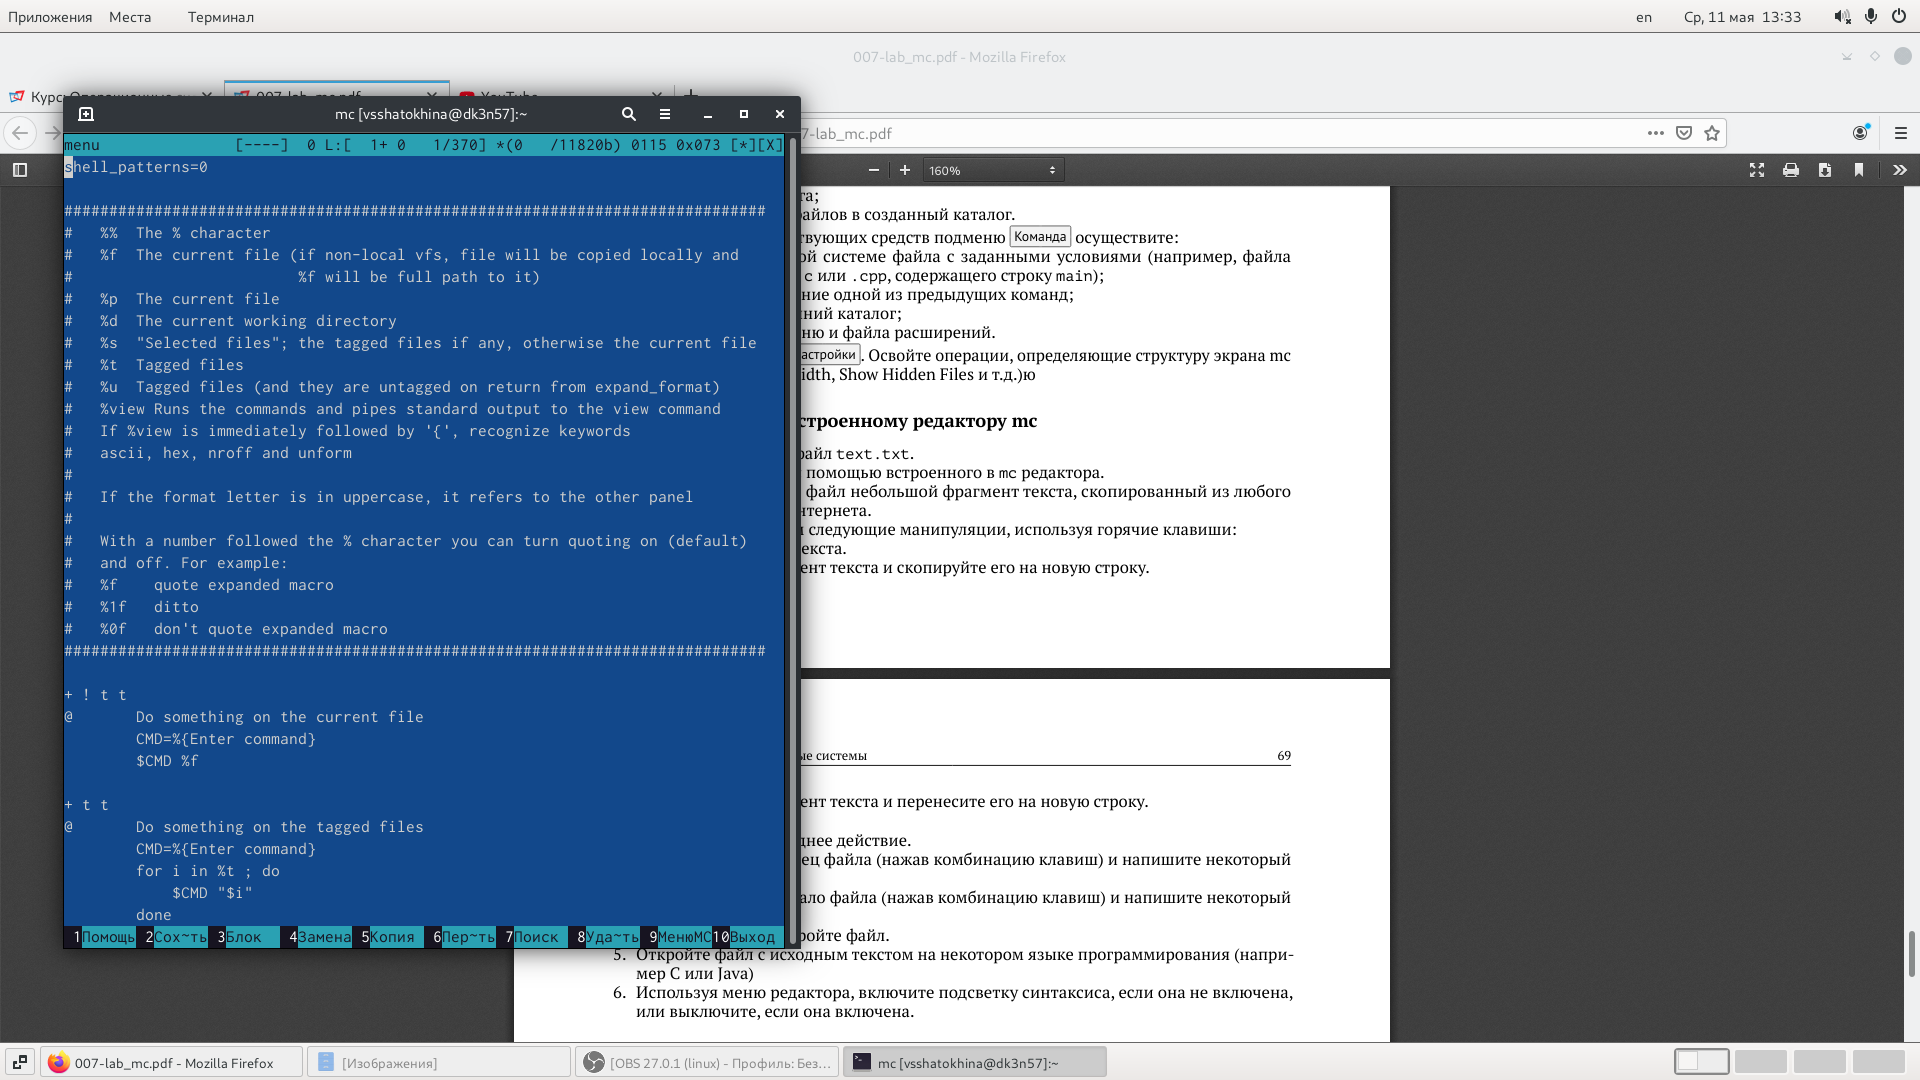 Приложения Места Терминал en Ср, 11 мая 13:33
007-lab_mc.pdf - Mozilla Firefox
mc [vsshatokhina@dk3n57]:~
7-lab_mc.pdf
160%
menu [----] 0 L:[ 1+ 0 1/370] *(0 /11820b) 0115 0x073 [*][X]
shell_patterns=0
##############################################################################
# %% The % character
# %f The current file (if non-local vfs, file will be copied locally and
# %f will be full path to it)
# %p The current file
# %d The current working directory
# %s "Selected files"; the tagged files if any, otherwise the current file
# %t Tagged files
# %u Tagged files (and they are untagged on return from expand_format)
# %view Runs the commands and pipes standard output to the view command
# If %view is immediately followed by '{', recognize keywords
# ascii, hex, nroff and unform
#
# If the format letter is in uppercase, it refers to the other panel
#
# With a number followed the % character you can turn quoting on (default)
# and off. For example:
# %f quote expanded macro
# %1f ditto
# %0f don't quote expanded macro
##############################################################################
+ ! t t
@ Do something on the current file
CMD=%{Enter command}
$CMD %f
+ t t
@ Do something on the tagged files
CMD=%{Enter command}
for i in %t ; do
$CMD "$i"
done
1Помощь 2Сох~ть 3Блок 4Замена 5Копия 6Пер~ть 7Поиск 8Уда~ть 9МенюMC 10Выход
та;
айлов в созданный каталог.
твующих средств подменю Команда осуществите:
ой системе файла с заданными условиями (например, файла
с или .cpp, содержащего строку main);
ние одной из предыдущих команд;
ний каталог;
ню и файла расширений.
астройки. Освойте операции, определяющие структуру экрана mc
idth, Show Hidden Files и т.д.)ю
строенному редактору mc
файл text.txt.
помощью встроенного в mc редактора.
файл небольшой фрагмент текста, скопированный из любого
нтернета.
и следующие манипуляции, используя горячие клавиши:
екста.
ент текста и скопируйте его на новую строку.
ые системы 69
ент текста и перенесите его на новую строку.
днее действие.
ец файла (нажав комбинацию клавиш) и напишите некоторый
ало файла (нажав комбинацию клавиш) и напишите некоторый
ройте файл.
5. Откройте файл с исходным текстом на некотором языке программирования (напри-
мер C или Java)
6. Используя меню редактора, включите подсветку синтаксиса, если она не включена,
или выключите, если она включена.
007-lab_mc.pdf - Mozilla Firefox [Изображения] [OBS 27.0.1 (linux) - Профиль: Без... mc [vsshatokhina@dk3n57]:~